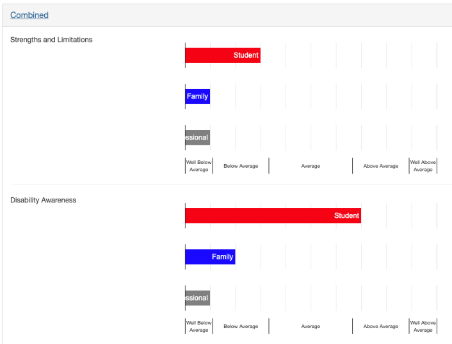 Combined
Strengths and Limitations
Student
Family
essional
Well Below Average
Below Average
Average
Above Average
Well Above Average
Disability Awareness
Student
Family
essional
Well Below Average
Below Average
Average
Above Average
Well Above Average